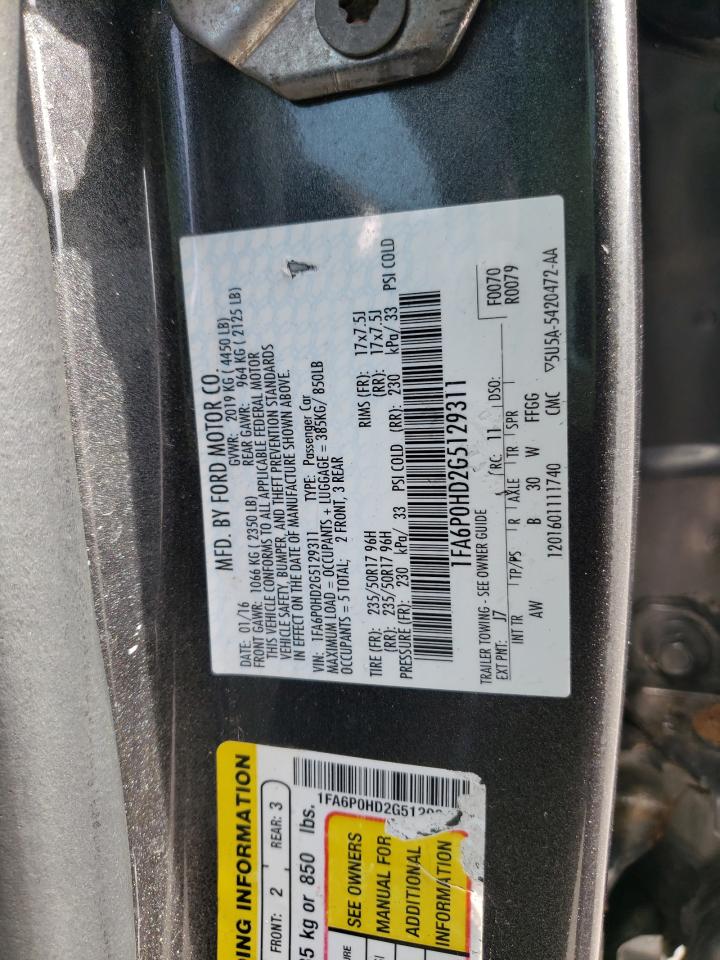 MFD. BY FORD MOTOR CO.
DATE: 01/16 GVWR: 2019 KG ( 4450 LB)
FRONT GAWR: 1066 KG ( 2350 LB) REAR GAWR: 964 KG ( 2125 LB)
THIS VEHICLE CONFORMS TO ALL APPLICABLE FEDERAL MOTOR
VEHICLE SAFETY, BUMPER, AND THEFT PREVENTION STANDARDS
IN EFFECT ON THE DATE OF MANUFACTURE SHOWN ABOVE.
VIN: 1FA6P0HD2G5129311 TYPE: Passenger Car
MAXIMUM LOAD = OCCUPANTS + LUGGAGE = 385KG/ 850LB
OCCUPANTS = 5 TOTAL; 2 FRONT, 3 REAR
TIRE (FR): 235/50R17 96H RIMS (FR): 17x7.5J
(RR): 235/50R17 96H (RR): 17x7.5J
PRESSURE (FR): 230 kPa/ 33 PSI COLD (RR): 230 kPa/ 33 PSI COLD
1FA6P0HD2G5129311
TRAILER TOWING - SEE OWNER GUIDE F0070
EXT PNT: J7 RC: 11 DSO: R0079
INT TR TP/PS R AXLE TR SPR
AW B 30 W FFGG
1201601111740 CMC ▽5U5A-5420472-AA
DING INFORMATION
FRONT: 2 REAR: 3
85 kg or 850 lbs.
1FA6P0HD2G5129
SEE OWNERS
MANUAL FOR
ADDITIONAL
INFORMATION